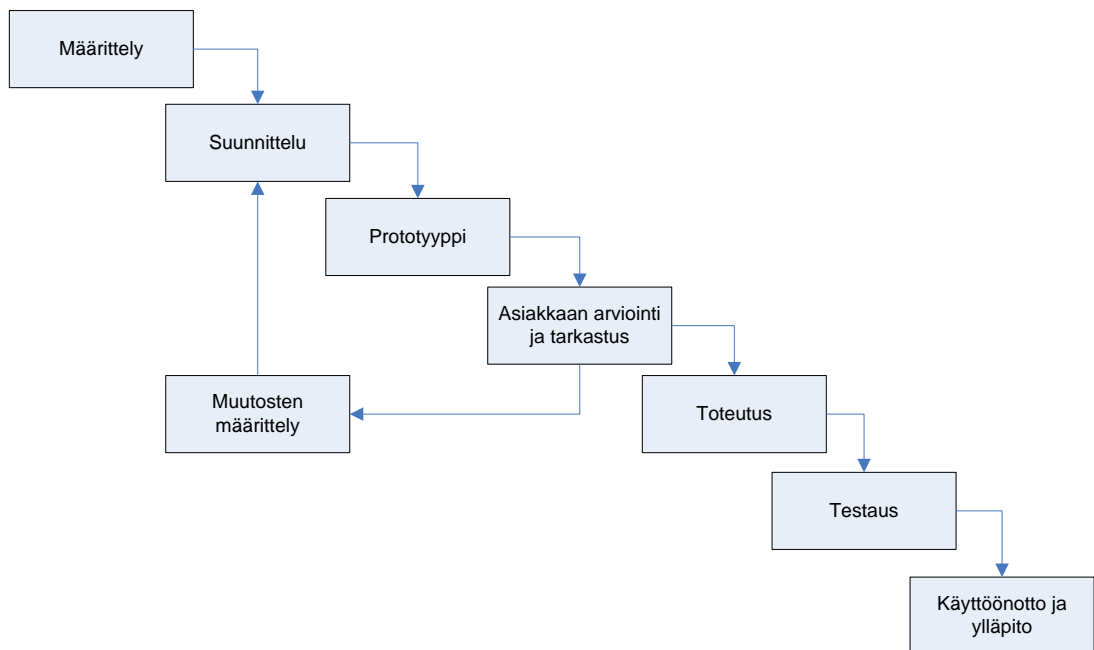 Määrittely
Suunnittelu
Prototyyppi
Asiakkaan arviointi
ja tarkastus
Muutosten
määrittely
Toteutus
Testaus
Käyttöönotto ja
ylläpito